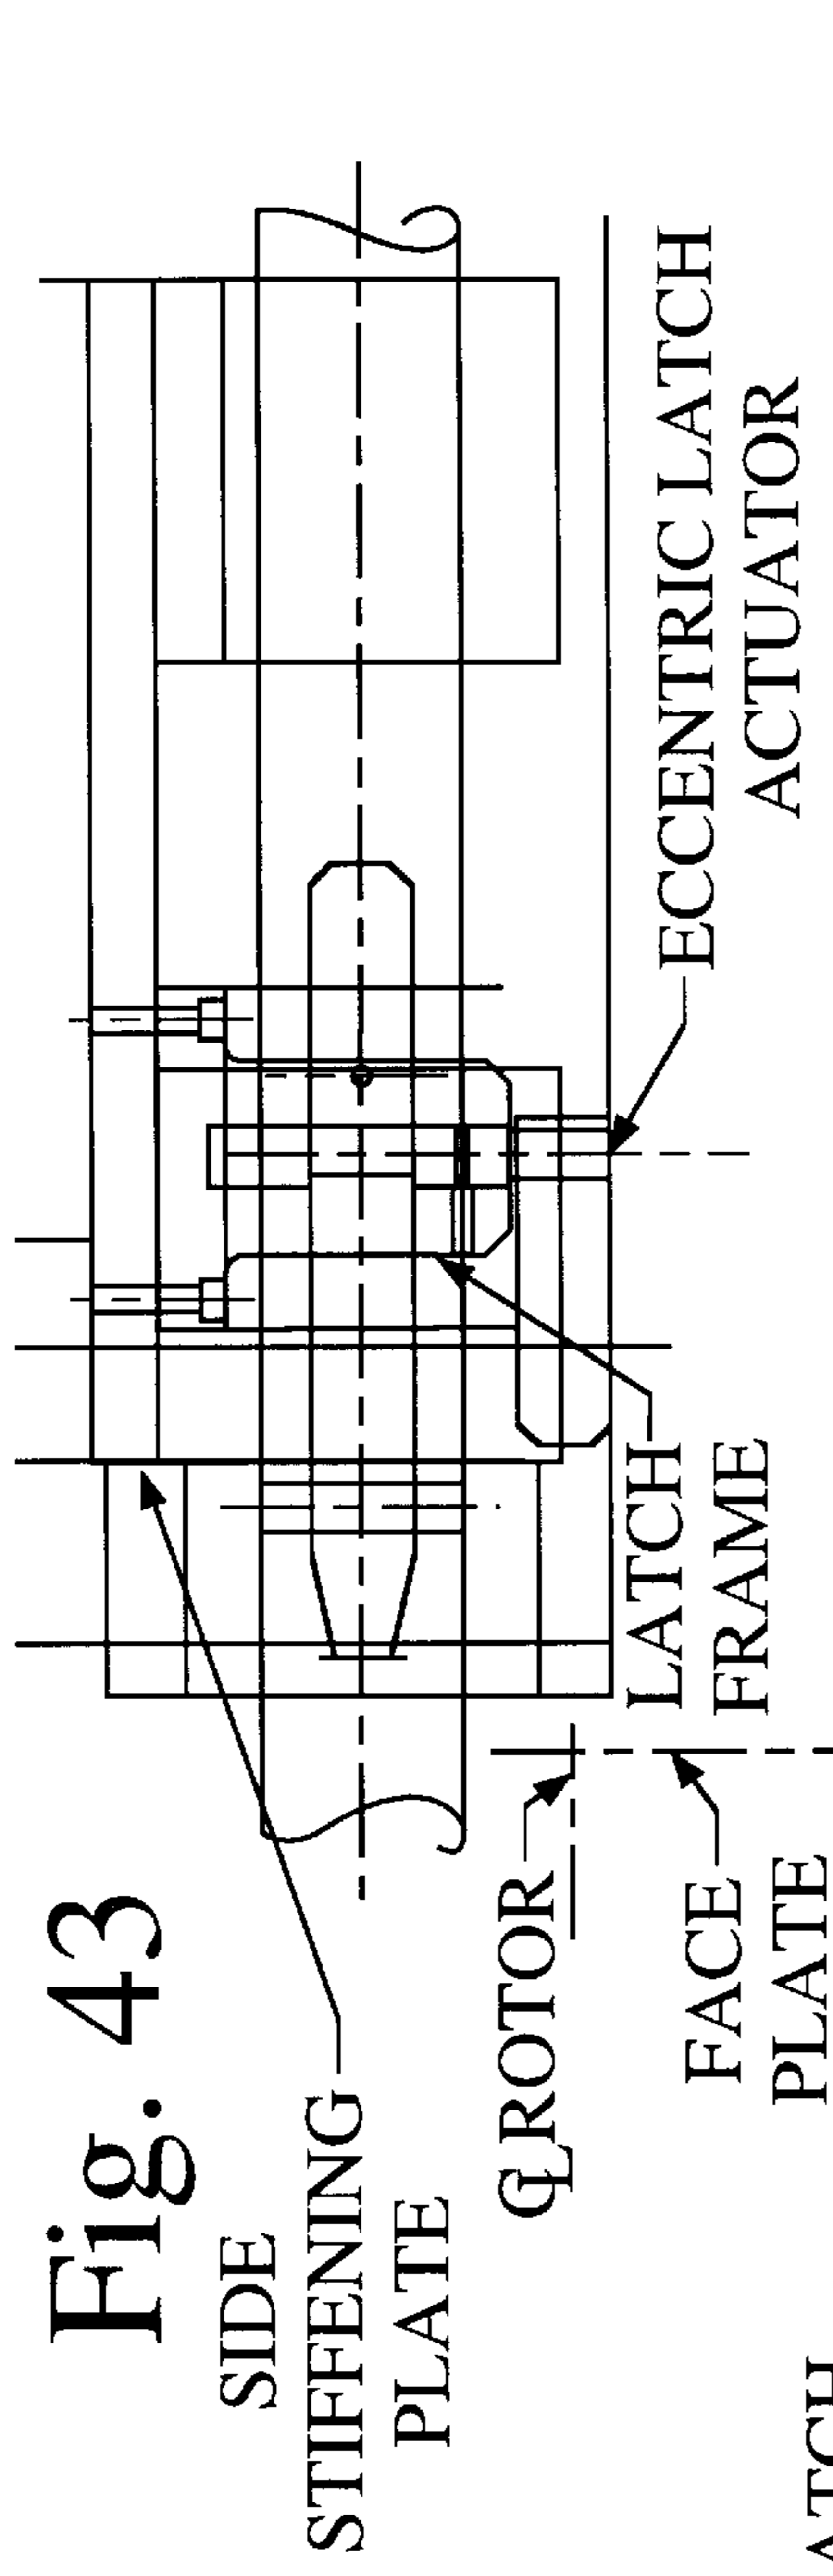 Fig. 43
SIDE
STIFFENING
PLATE
℄ ROTOR
FACE
PLATE
LATCH
FRAME
ECCENTRIC LATCH
ACTUATOR